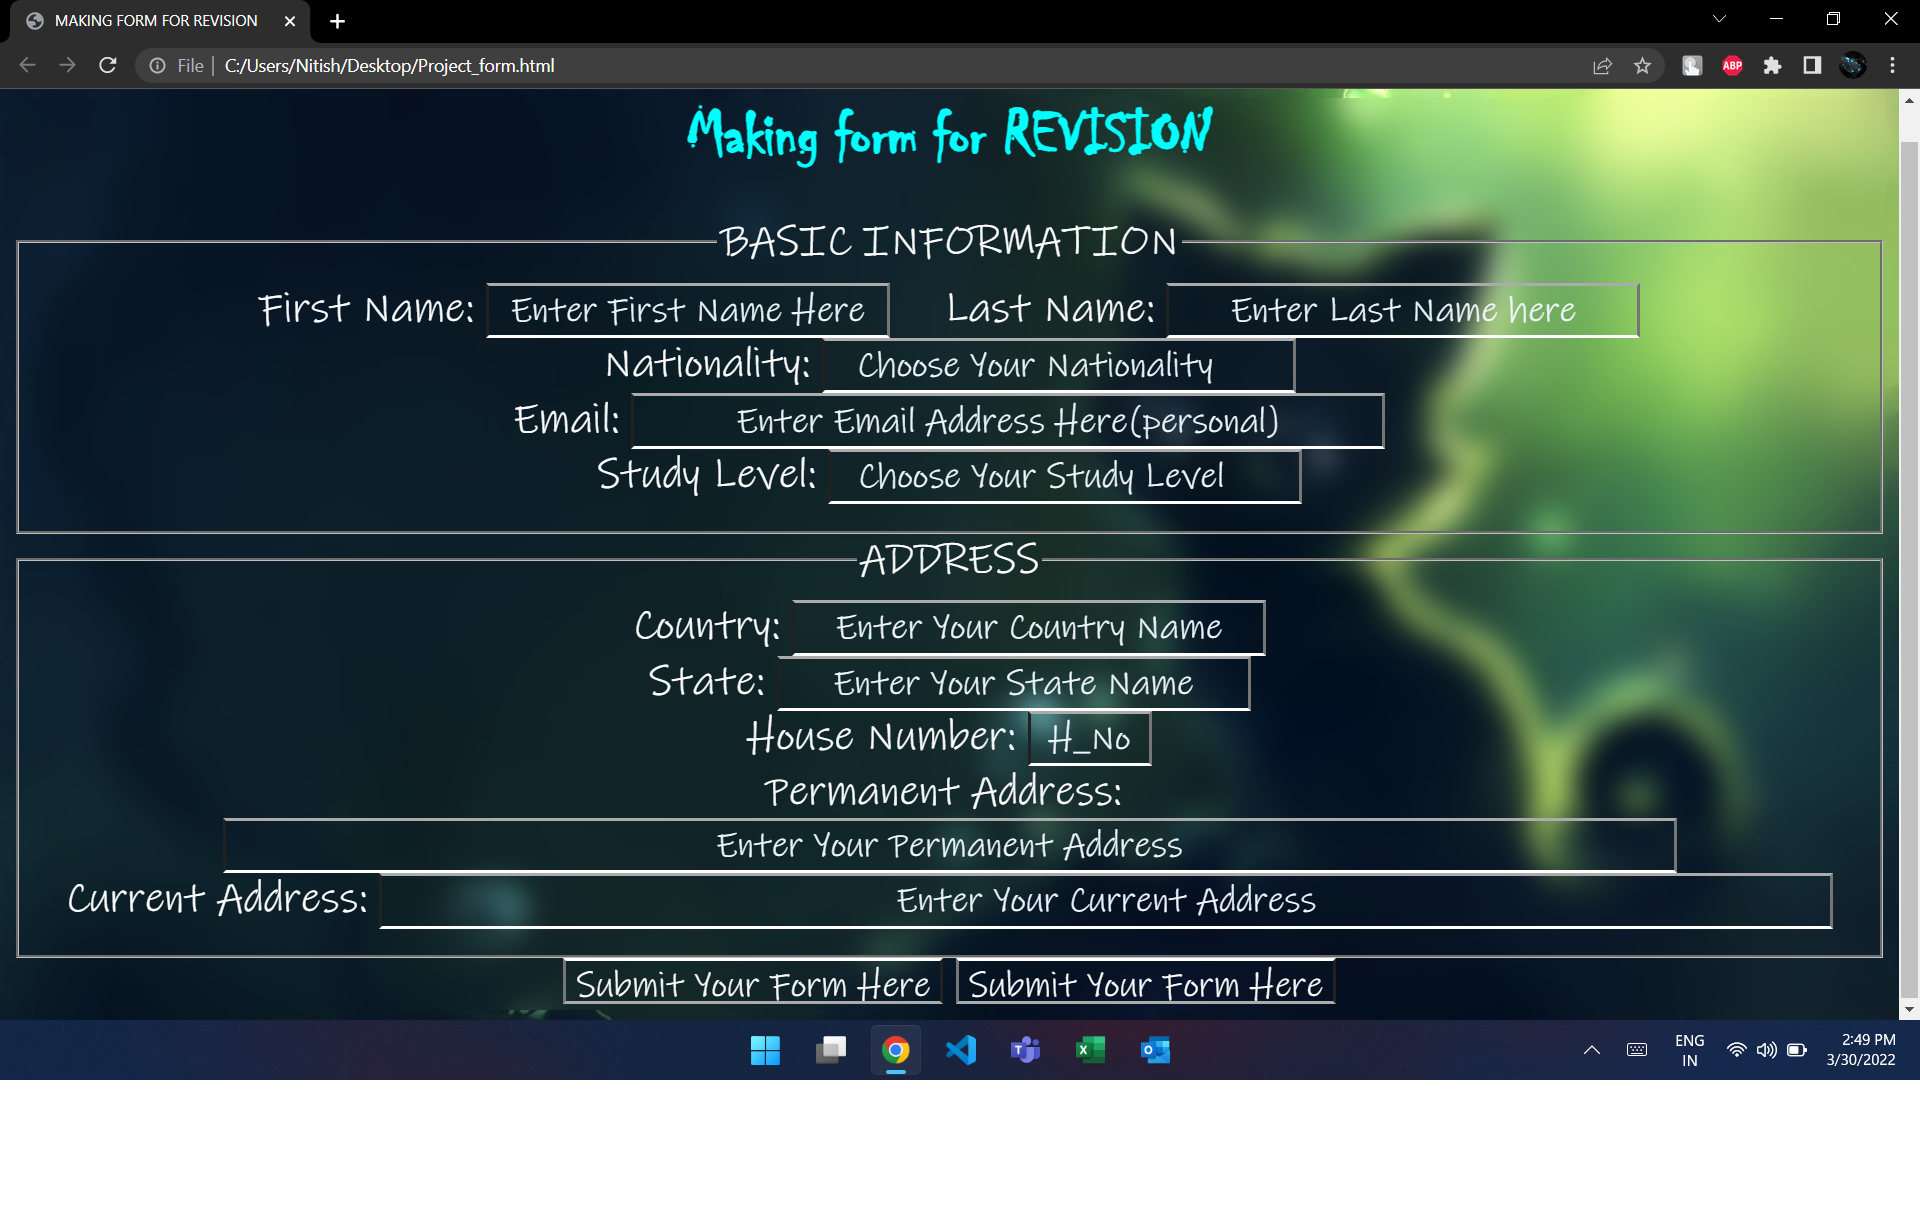 MAKING FORM FOR REVISION
File | C:/Users/Nitish/Desktop/Project_form.html
ABP
Making form for REVISION
BASIC INFORMATION
First Name: Enter First Name Here Last Name: Enter Last Name here
Nationality: Choose Your Nationality
Email: Enter Email Address Here(personal)
Study Level: Choose Your Study Level
ADDRESS
Country: Enter Your Country Name
State: Enter Your State Name
House Number: H_No
Permanent Address:
Enter Your Permanent Address
Current Address: Enter Your Current Address
Submit Your Form Here Submit Your Form Here
ENG 2:49 PM
IN 3/30/2022